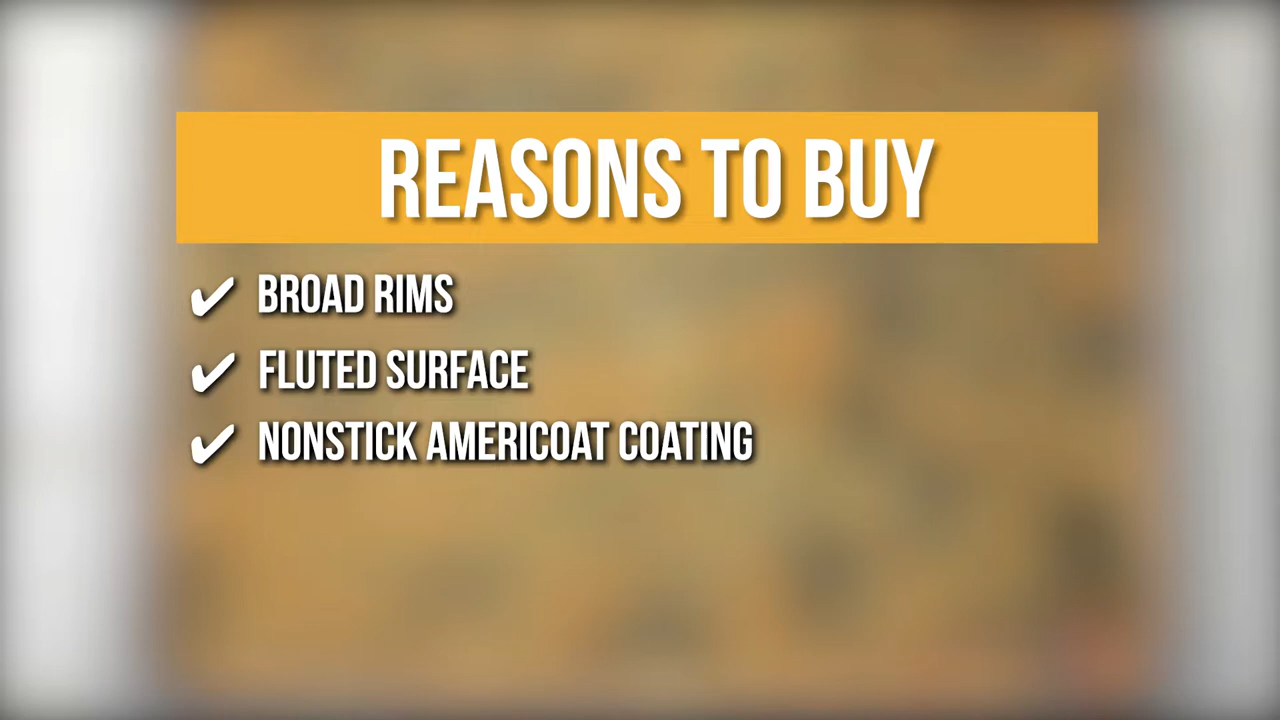 REASONS TO BUY
✔ BROAD RIMS
✔ FLUTED SURFACE
✔ NONSTICK AMERICOAT COATING